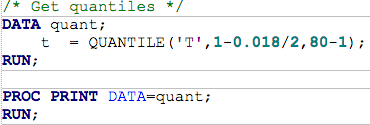 /* Get quantiles */
DATA quant;
t = QUANTILE('T',1-0.018/2,80-1);
RUN;
PROC PRINT DATA=quant;
RUN;